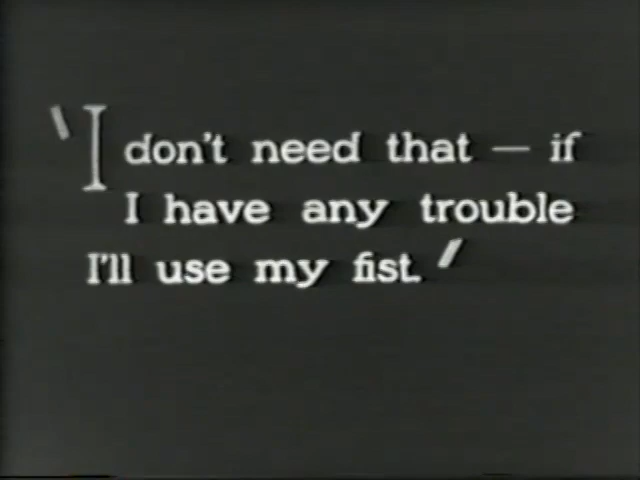 "I don't need that — if
I have any trouble
I'll use my fist."